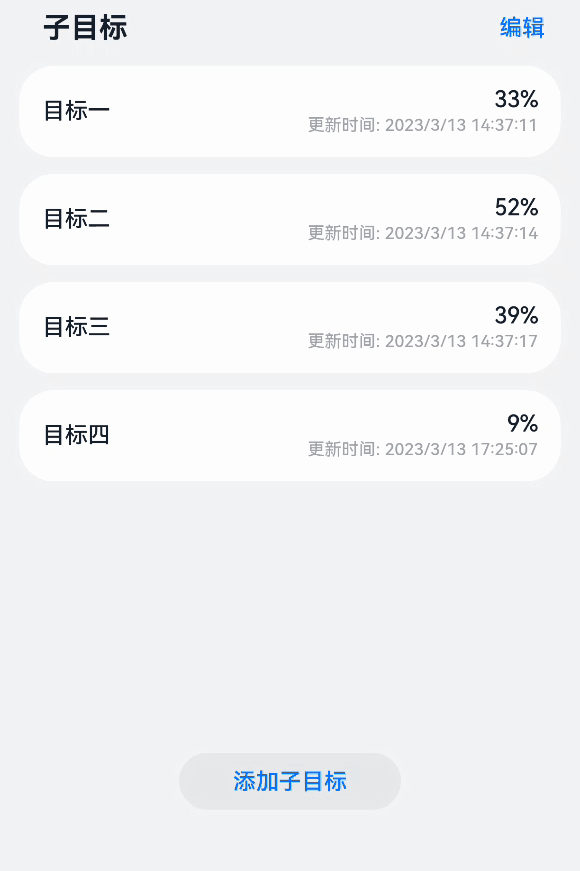 子目标
编辑
目标一
33%
更新时间: 2023/3/13 14:37:11
目标二
52%
更新时间: 2023/3/13 14:37:14
目标三
39%
更新时间: 2023/3/13 14:37:17
目标四
9%
更新时间: 2023/3/13 17:25:07
添加子目标